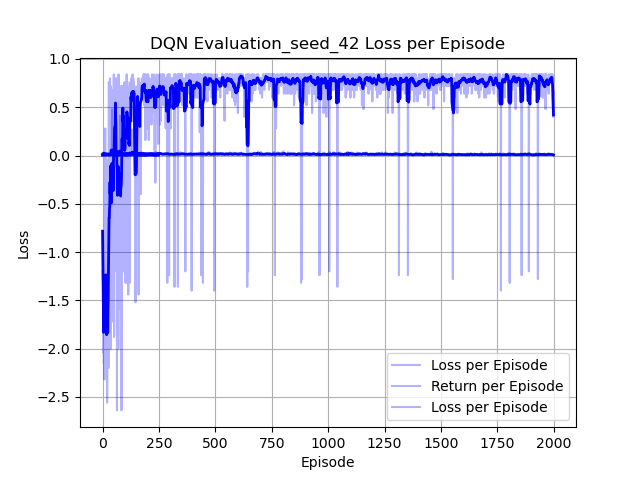 DQN Evaluation_seed_42 Loss per Episode
1.0
0.5
0.0
−0.5
−1.0
−1.5
−2.0
−2.5
Loss
Loss per Episode
Return per Episode
Loss per Episode
0 250 500 750 1000 1250 1500 1750 2000
Episode